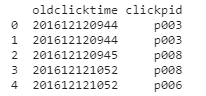 oldclicktime clickpid
0 201612120944 p003
1 201612120944 p003
2 201612120945 p008
3 201612121052 p008
4 201612121052 p006